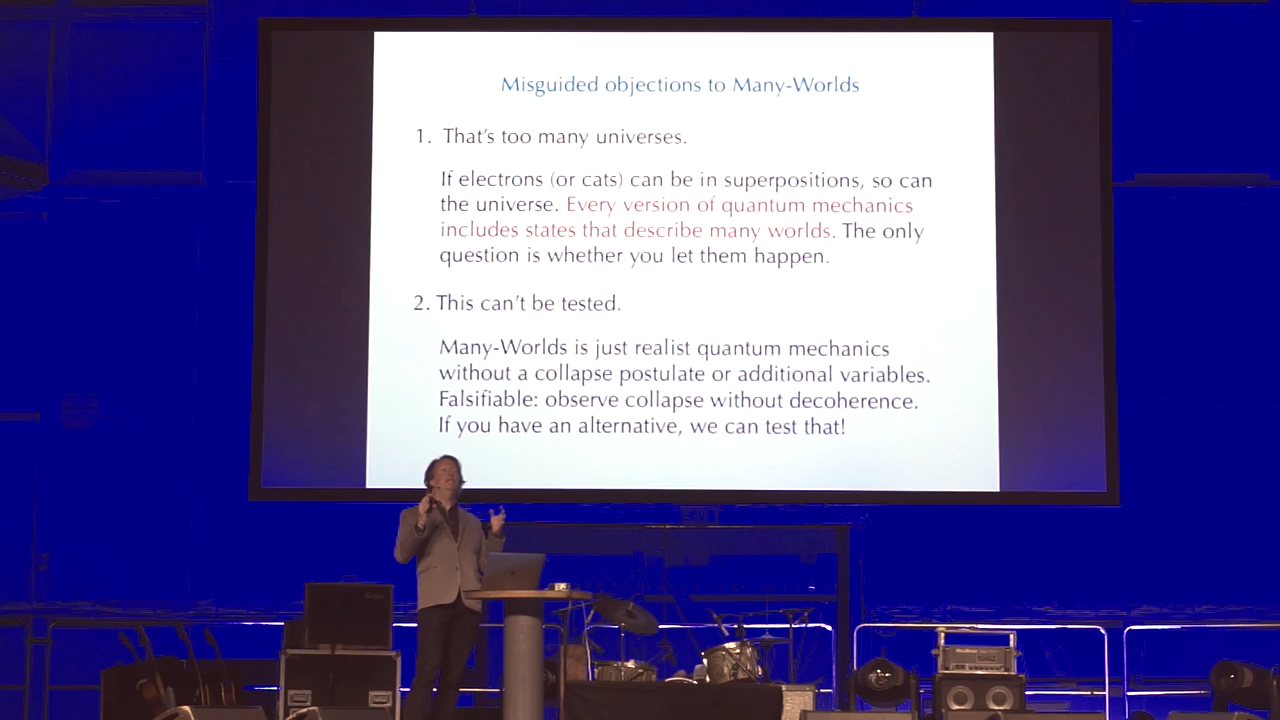 Misguided objections to Many-Worlds
1. That's too many universes.
If electrons (or cats) can be in superpositions, so can
the universe. Every version of quantum mechanics
includes states that describe many worlds. The only
question is whether you let them happen.
2. This can't be tested.
Many-Worlds is just realist quantum mechanics
without a collapse postulate or additional variables.
Falsifiable: observe collapse without decoherence.
If you have an alternative, we can test that!